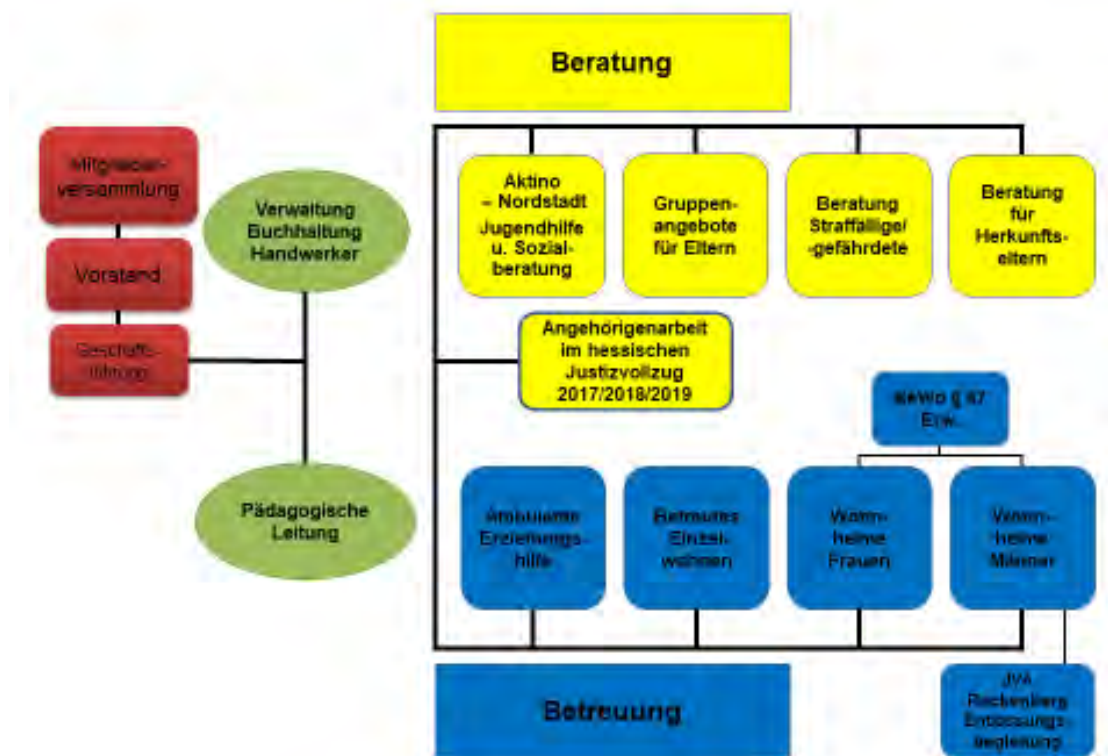 Beratung
Mitglieder-
versammlung
Vorstand
Geschäfts-
führung
Verwaltung
Buchhaltung
Handwerker
Pädagogische
Leitung
Aktino
– Nordstadt
Jugendhilfe
u. Sozial-
beratung
Gruppen-
angebote
für Eltern
Beratung
Straffällige/
-gefährdete
Beratung
für
Herkunfts-
eltern
Angehörigenarbeit
im hessischen
Justizvollzug
2017/2018/2019
BeWo § 67
Erw.
Ambulante
Erziehungs-
hilfe
Betreutes
Einzel-
wohnen
Wohn-
heime
Frauen
Wohn-
heime
Männer
Betreuung
JVA
Rockenberg
Entlassungs-
begleitung